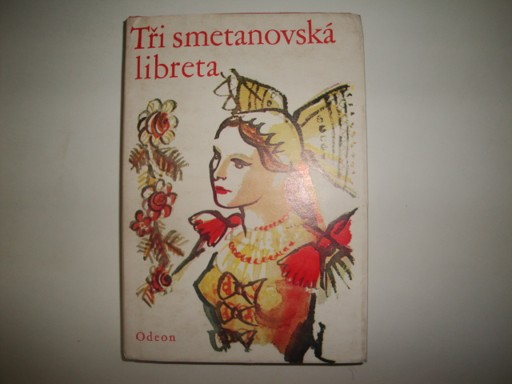 Tři smetanovská
libreta
Odeon